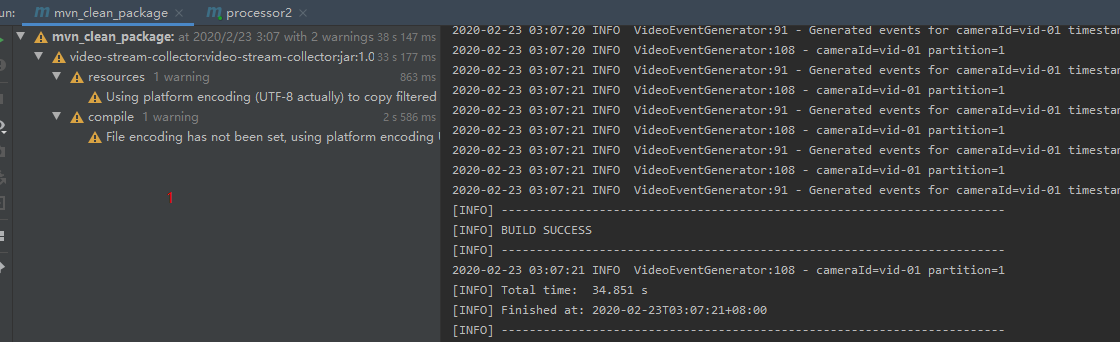 un: mvn_clean_package × processor2 ×
mvn_clean_package: at 2020/2/23 3:07 with 2 warnings 38 s 147 ms
video-stream-collector:video-stream-collector:jar:1.0 33 s 177 ms
resources 1 warning 863 ms
Using platform encoding (UTF-8 actually) to copy filtered
compile 1 warning 2 s 586 ms
File encoding has not been set, using platform encoding
1
2020-02-23 03:07:20 INFO VideoEventGenerator:91 - Generated events for cameraId=vid-01 timestam
2020-02-23 03:07:20 INFO VideoEventGenerator:108 - cameraId=vid-01 partition=1
2020-02-23 03:07:21 INFO VideoEventGenerator:91 - Generated events for cameraId=vid-01 timestam
2020-02-23 03:07:21 INFO VideoEventGenerator:108 - cameraId=vid-01 partition=1
2020-02-23 03:07:21 INFO VideoEventGenerator:91 - Generated events for cameraId=vid-01 timestam
2020-02-23 03:07:21 INFO VideoEventGenerator:108 - cameraId=vid-01 partition=1
2020-02-23 03:07:21 INFO VideoEventGenerator:91 - Generated events for cameraId=vid-01 timestam
2020-02-23 03:07:21 INFO VideoEventGenerator:108 - cameraId=vid-01 partition=1
2020-02-23 03:07:21 INFO VideoEventGenerator:91 - Generated events for cameraId=vid-01 timestam
[INFO] ------------------------------------------------------------------------
[INFO] BUILD SUCCESS
[INFO] ------------------------------------------------------------------------
2020-02-23 03:07:21 INFO VideoEventGenerator:108 - cameraId=vid-01 partition=1
[INFO] Total time: 34.851 s
[INFO] Finished at: 2020-02-23T03:07:21+08:00
[INFO] ------------------------------------------------------------------------